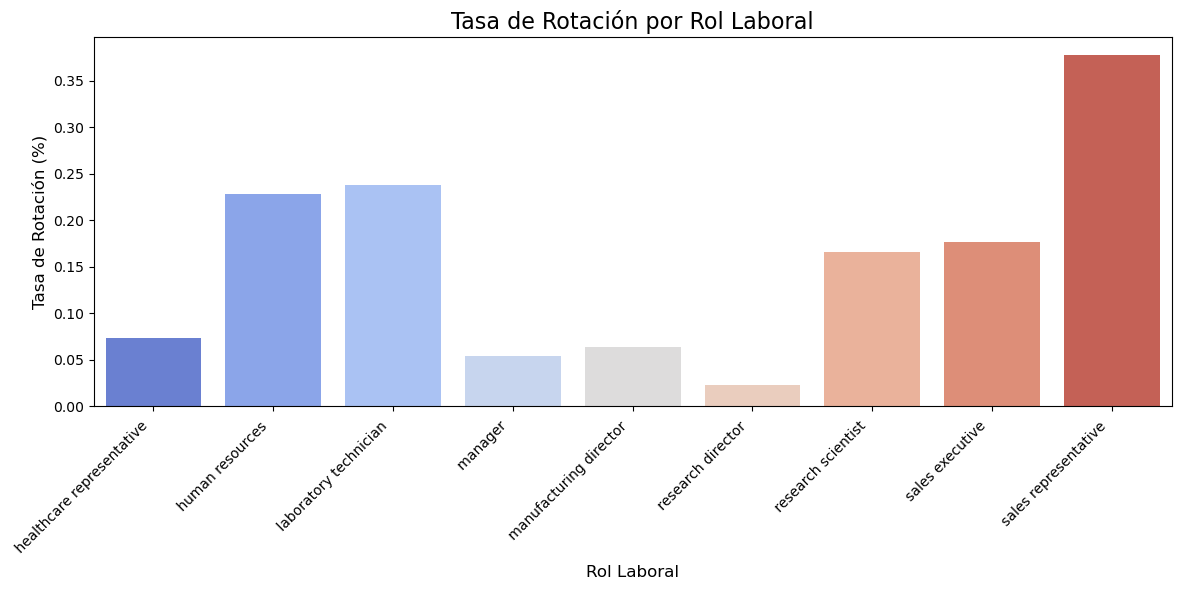 Tasa de Rotación por Rol Laboral
Tasa de Rotación (%)
0.35
0.30
0.25
0.20
0.15
0.10
0.05
0.00
healthcare representative
human resources
laboratory technician
manager
manufacturing director
research director
research scientist
sales executive
sales representative
Rol Laboral